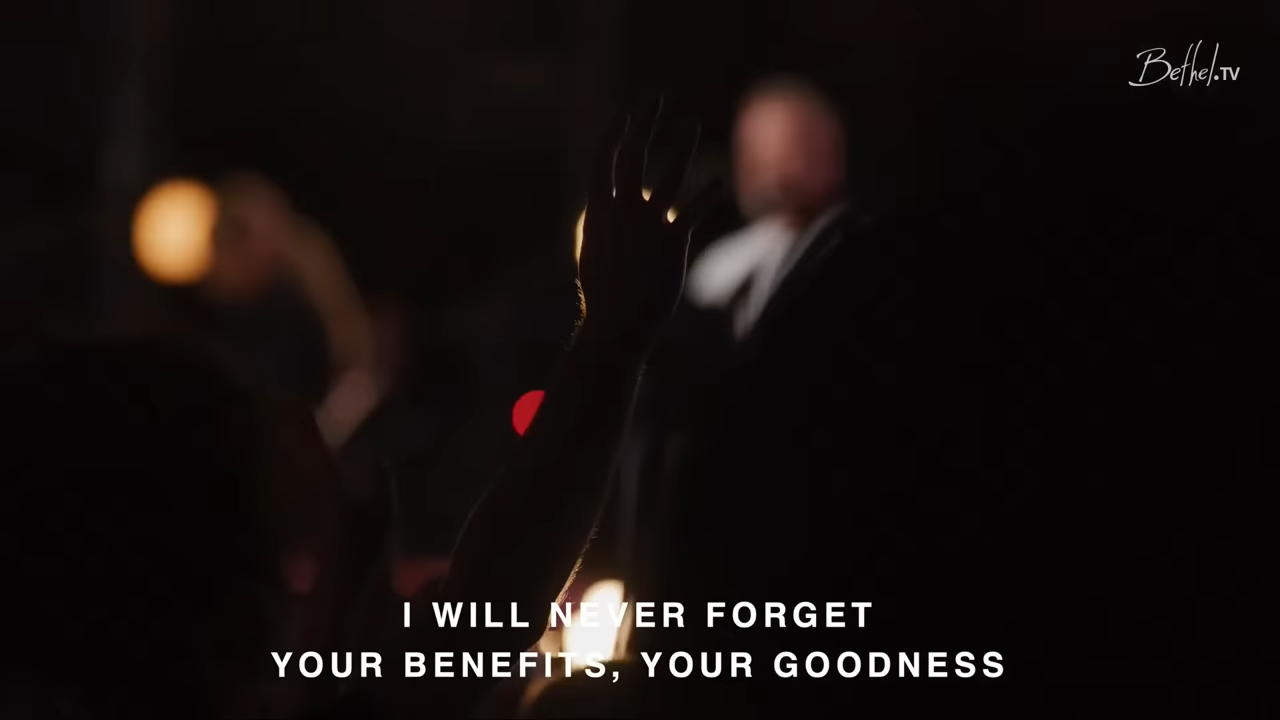 Bethel.TV
I WILL NEVER FORGET
YOUR BENEFITS, YOUR GOODNESS